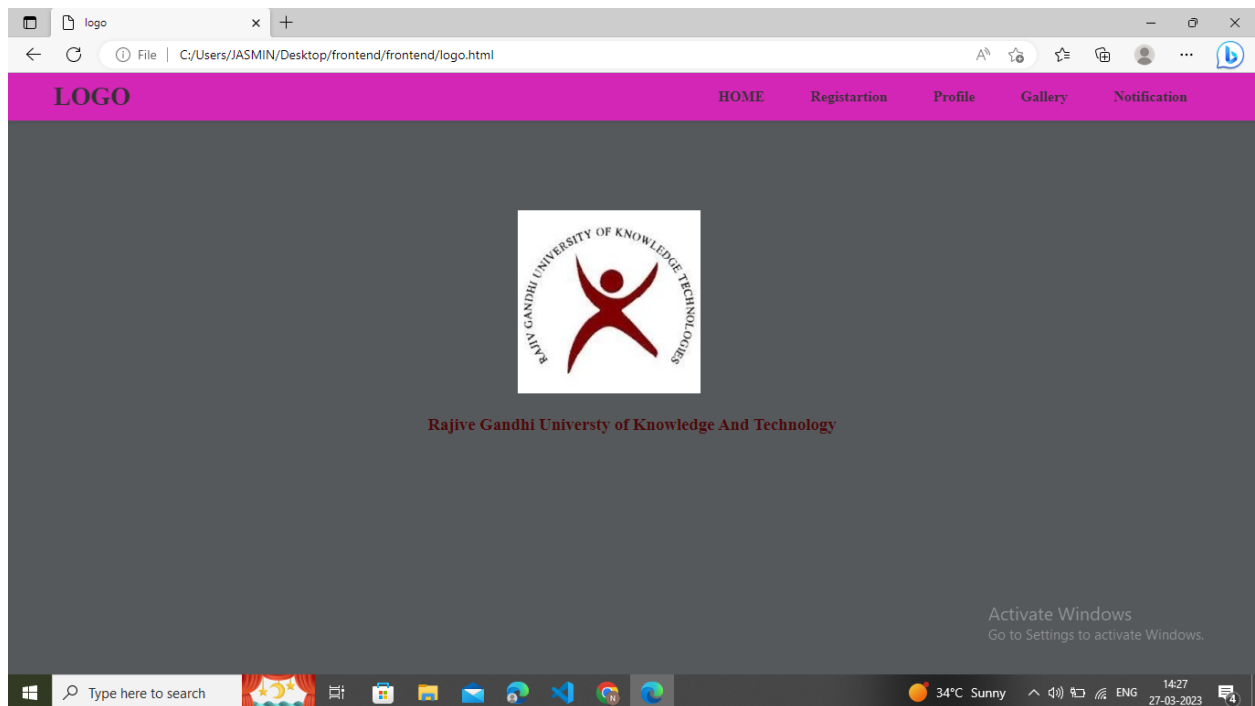 logo
File
C:/Users/JASMIN/Desktop/frontend/frontend/logo.html
LOGO
HOME
Registartion
Profile
Gallery
Notification
RAJIV GANDHI UNIVERSITY OF KNOWLEDGE TECHNOLOGIES
Rajive Gandhi Universty of Knowledge And Technology
Activate Windows
Go to Settings to activate Windows.
Type here to search
34°C Sunny
ENG
14:27
27-03-2023
4